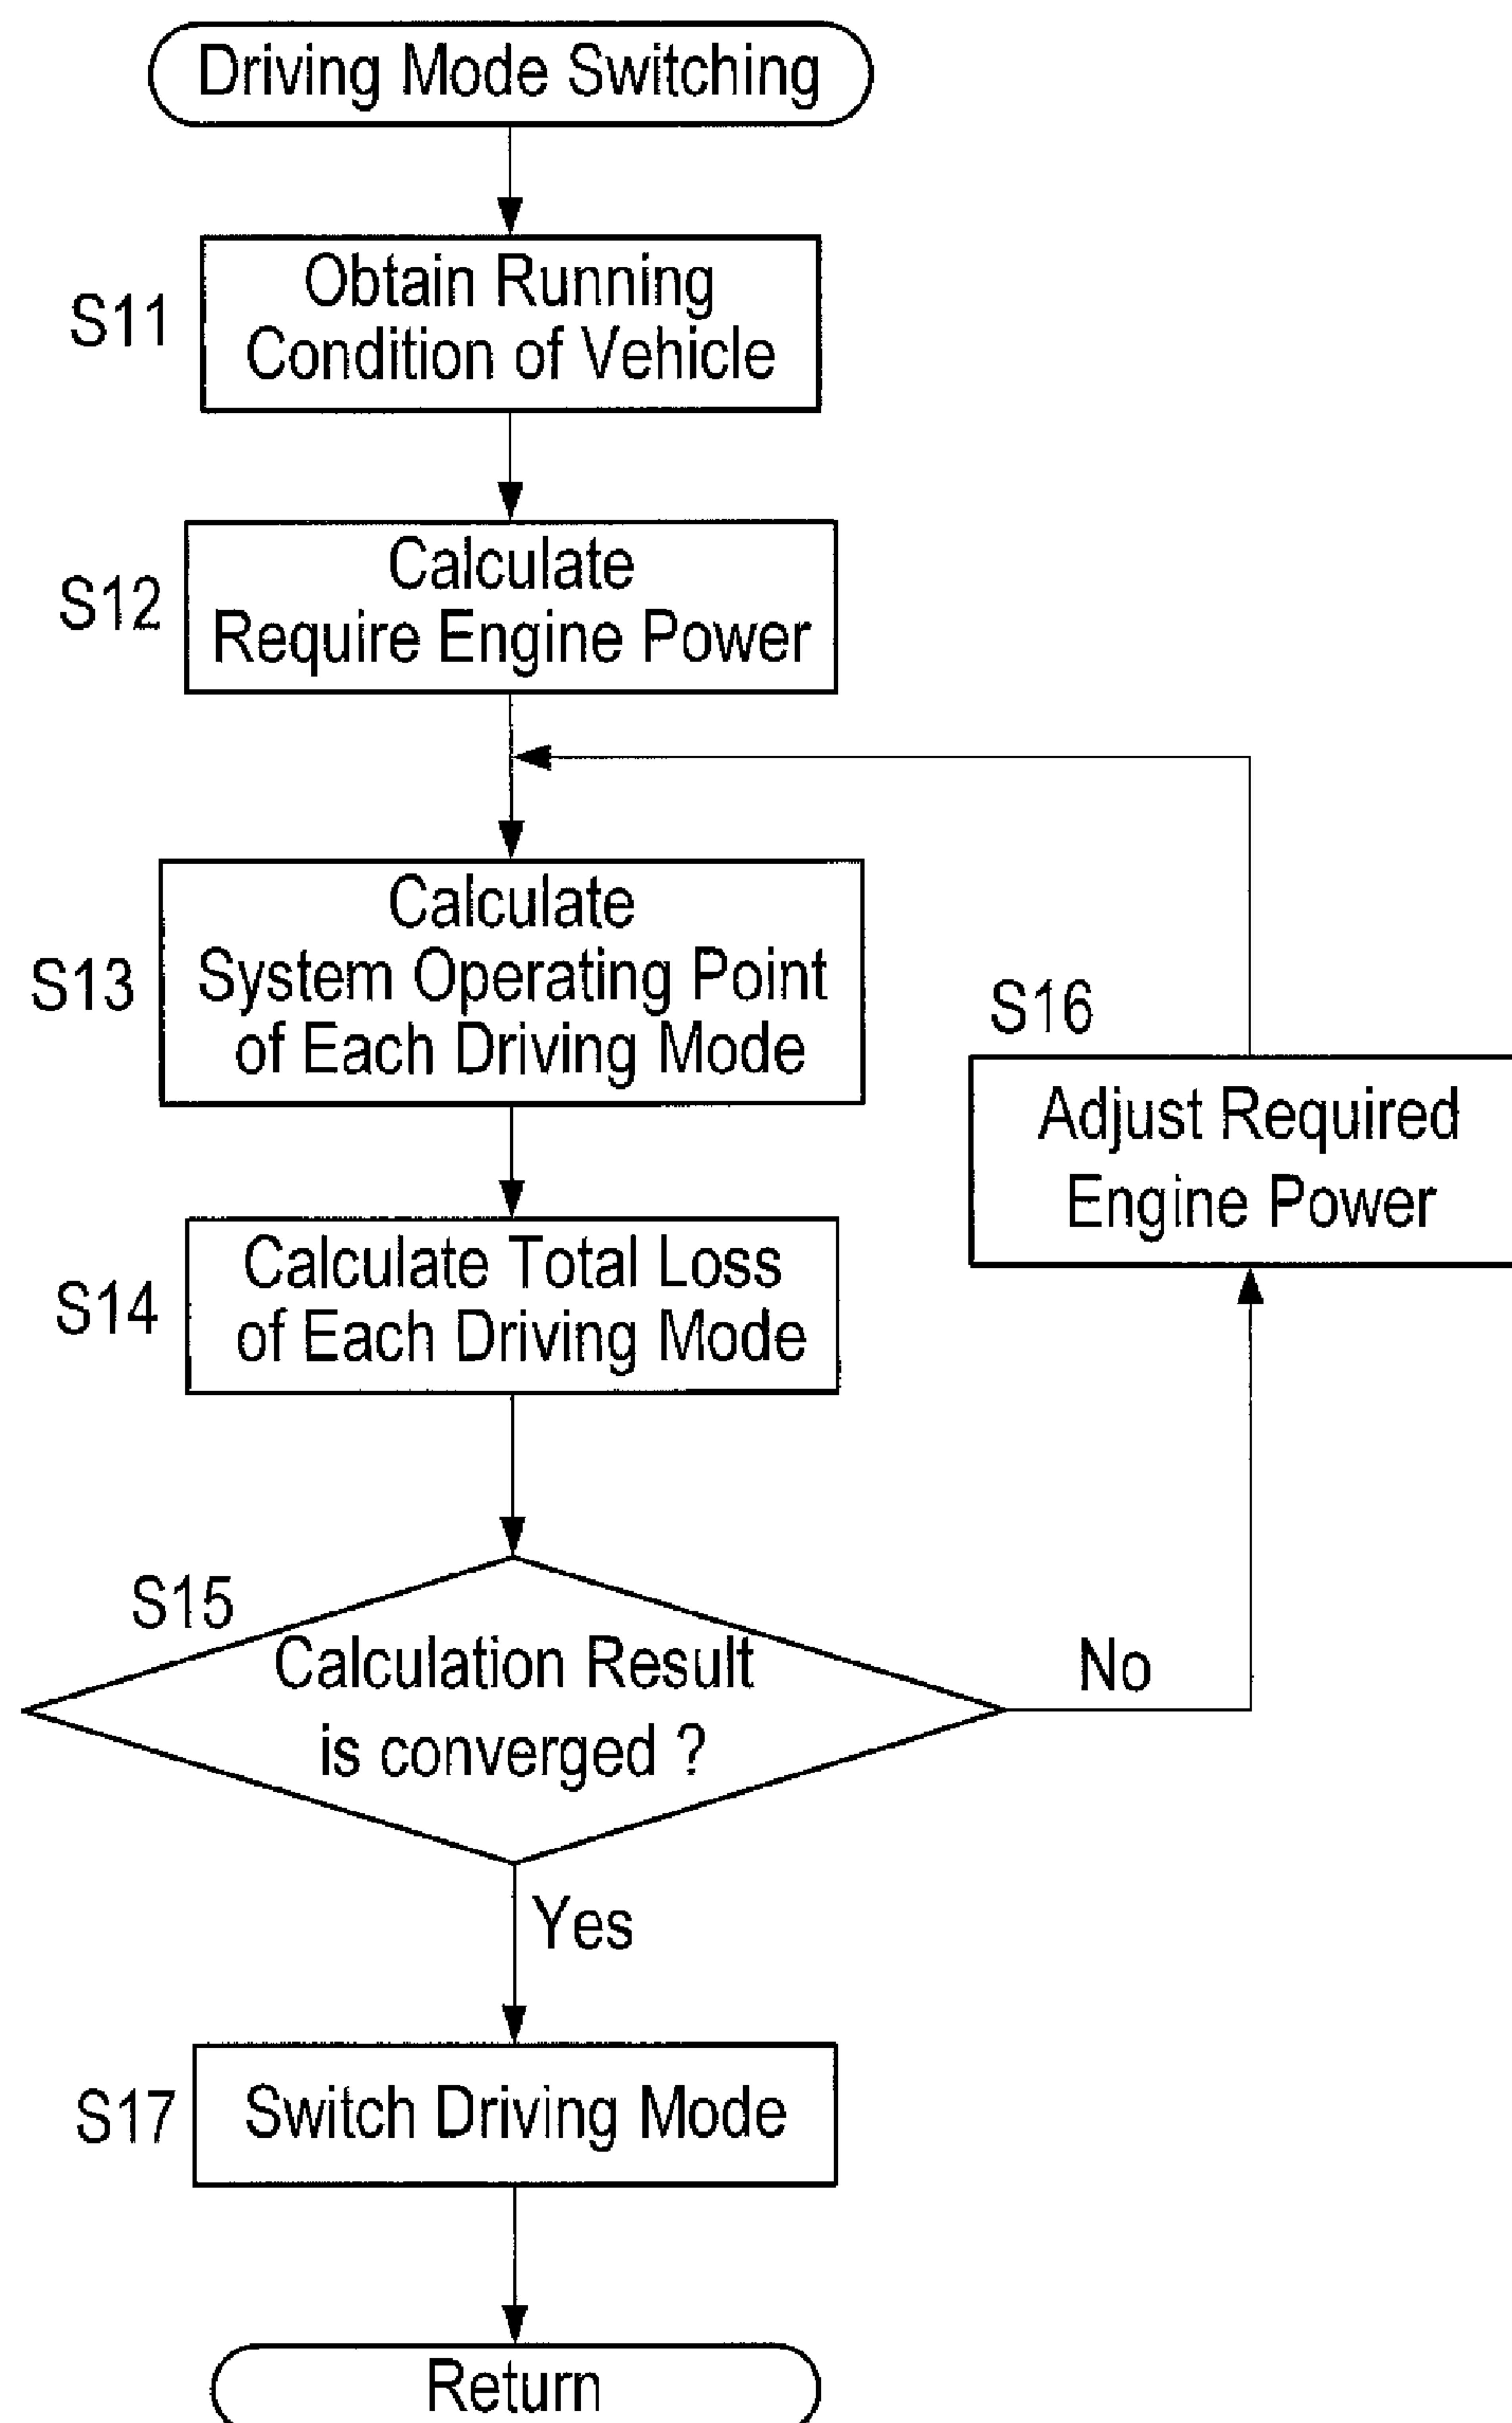 Driving Mode Switching
S11
Obtain Running
Condition of Vehicle
S12
Calculate
Require Engine Power
S13
Calculate
System Operating Point
of Each Driving Mode
S16
Adjust Required
Engine Power
S14
Calculate Total Loss
of Each Driving Mode
S15
Calculation Result
is converged ?
No
Yes
S17
Switch Driving Mode
Return